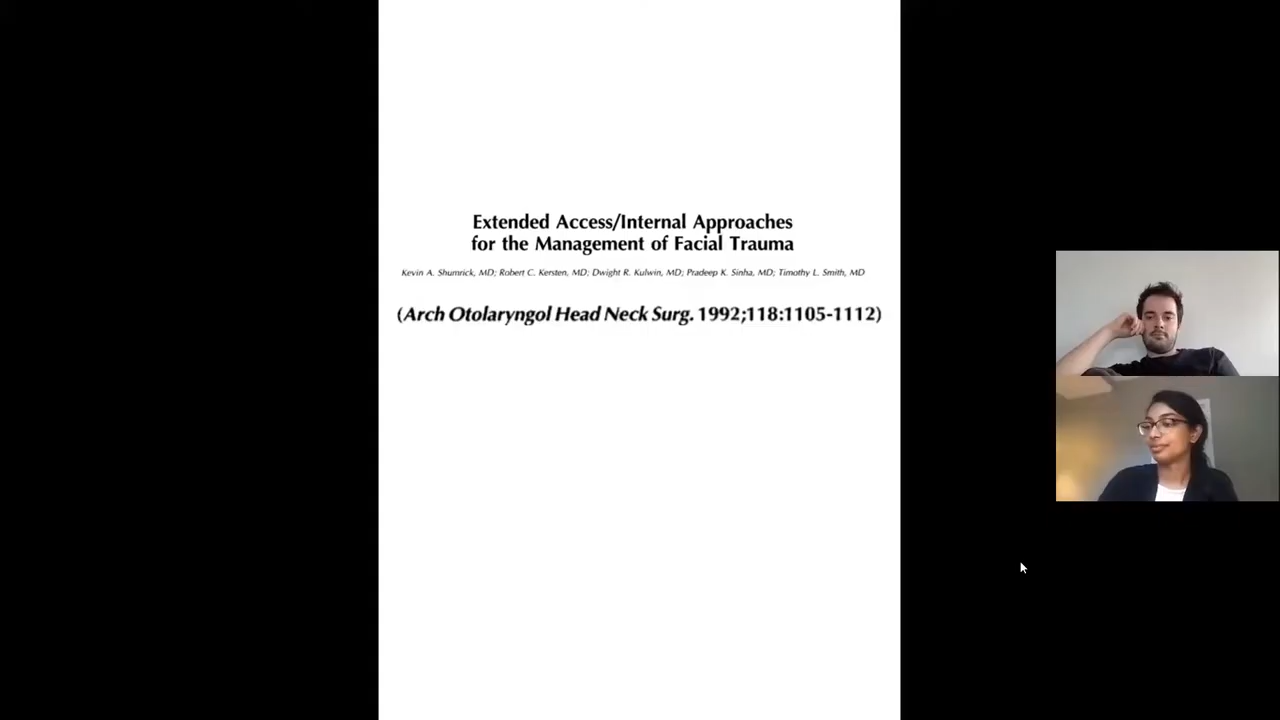 Extended Access/Internal Approaches
for the Management of Facial Trauma
Kevin A. Shumrick, MD; Robert C. Kersten, MD; Dwight R. Kulwin, MD; Pradeep K. Sinha, MD; Timothy L. Smith, MD
(Arch Otolaryngol Head Neck Surg. 1992;118:1105-1112)